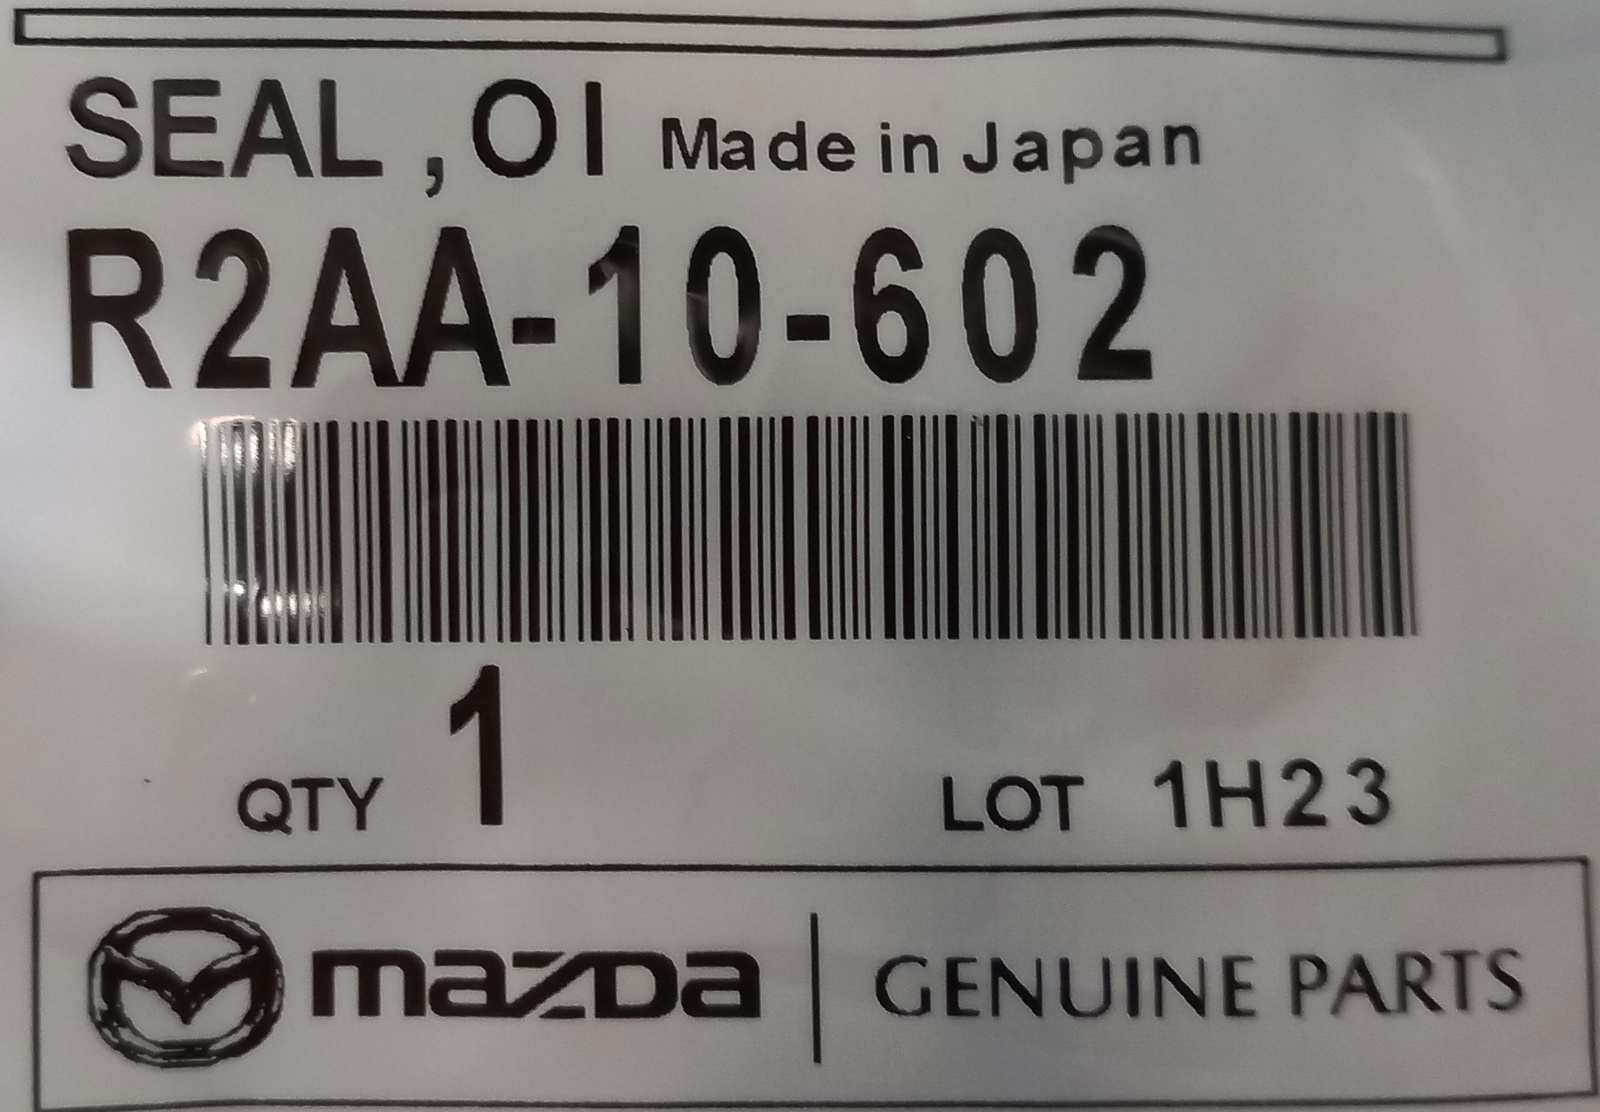 SEAL ,OI Made in Japan
R2AA-10-602
QTY 1 LOT 1H23
mazda | GENUINE PARTS